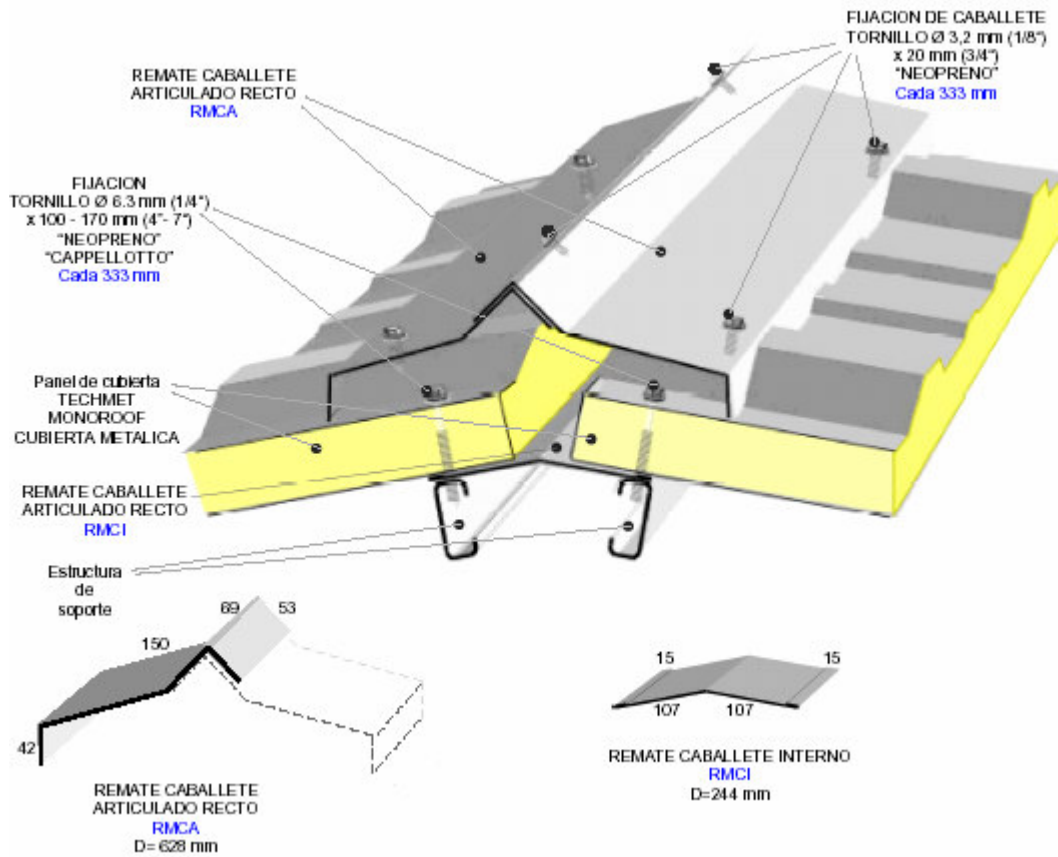 FIJACION DE CABALLETE
TORNILLO Ø 3,2 mm (1/8")
x 20 mm (3/4")
"NEOPRENO"
Cada 333 mm
REMATE CABALLETE
ARTICULADO RECTO
RMCA
FIJACION
TORNILLO Ø 6.3 mm (1/4")
x 100 - 170 mm (4"- 7")
"NEOPRENO"
"CAPPELLOTTO"
Cada 333 mm
Panel de cubierta
TECHMET
MONOROOF
CUBIERTA METALICA
REMATE CABALLETE
ARTICULADO RECTO
RMCI
Estructura
de
soporte
69
53
150
42
REMATE CABALLETE
ARTICULADO RECTO
RMCA
D= 628 mm
15
15
107
107
REMATE CABALLETE INTERNO
RMCI
D=244 mm